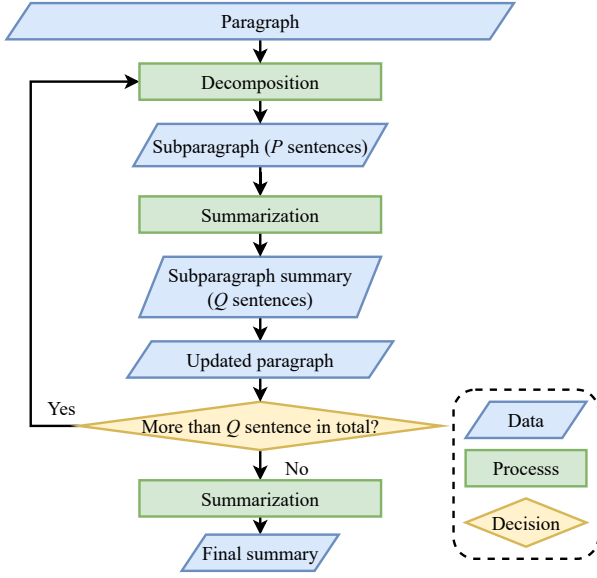 Paragraph
Decomposition
Subparagraph (P sentences)
Summarization
Subparagraph summary
(Q sentences)
Updated paragraph
Yes
More than Q sentence in total?
No
Summarization
Final summary
Data
Processs
Decision